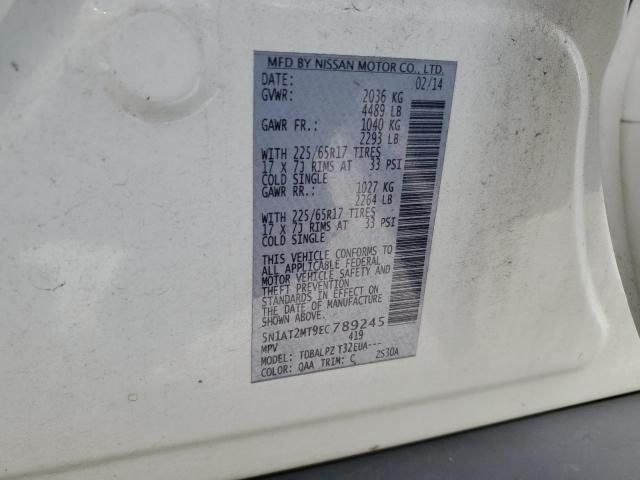 MFD BY NISSAN MOTOR CO., LTD.
DATE: 02/14
GVWR: 2036 KG
4489 LB
GAWR FR.: 1040 KG
2293 LB
WITH 225/65R17 TIRES
17 X 7J RIMS AT 33 PSI
COLD SINGLE
GAWR RR.: 1027 KG
2264 LB
WITH 225/65R17 TIRES
17 X 7J RIMS AT 33 PSI
COLD SINGLE
THIS VEHICLE CONFORMS TO
ALL APPLICABLE FEDERAL
MOTOR VEHICLE SAFETY AND
THEFT PREVENTION
STANDARDS IN EFFECT ON
THE DATE OF MANUFACTURE
SHOWN ABOVE.
5N1AT2MT9EC789245
MPV 419
MODEL: TDBALPZ T32EUA---
COLOR: QAA TRIM: C 2S30A